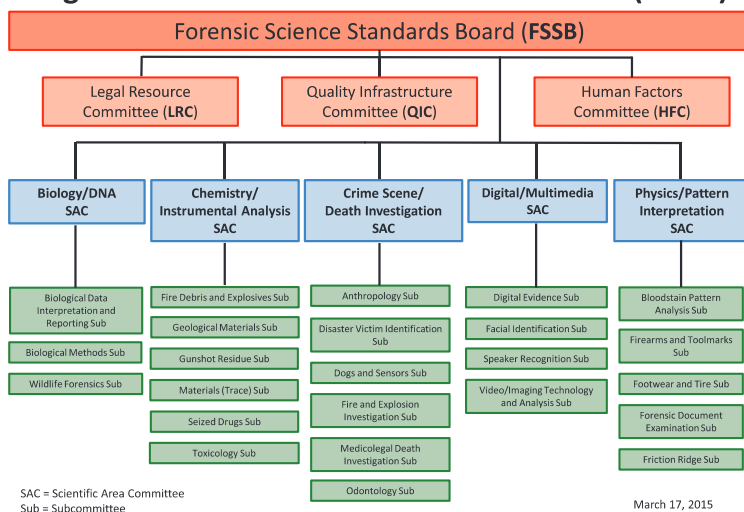 Forensic Science Standards Board (FSSB)
Legal Resource
Committee (LRC)
Quality Infrastructure
Committee (QIC)
Human Factors
Committee (HFC)
Biology/DNA
SAC
Chemistry/
Instrumental Analysis
SAC
Crime Scene/
Death Investigation
SAC
Digital/Multimedia
SAC
Physics/Pattern
Interpretation
SAC
Biological Data
Interpretation and
Reporting Sub
Biological Methods Sub
Wildlife Forensics Sub
Fire Debris and Explosives Sub
Geological Materials Sub
Gunshot Residue Sub
Materials (Trace) Sub
Seized Drugs Sub
Toxicology Sub
Anthropology Sub
Disaster Victim Identification
Sub
Dogs and Sensors Sub
Fire and Explosion
Investigation Sub
Medicolegal Death
Investigation Sub
Odontology Sub
Digital Evidence Sub
Facial Identification Sub
Speaker Recognition Sub
Video/Imaging Technology
and Analysis Sub
Bloodstain Pattern
Analysis Sub
Firearms and Toolmarks
Sub
Footwear and Tire Sub
Forensic Document
Examination Sub
Friction Ridge Sub
SAC = Scientific Area Committee
Sub = Subcommittee
March 17, 2015